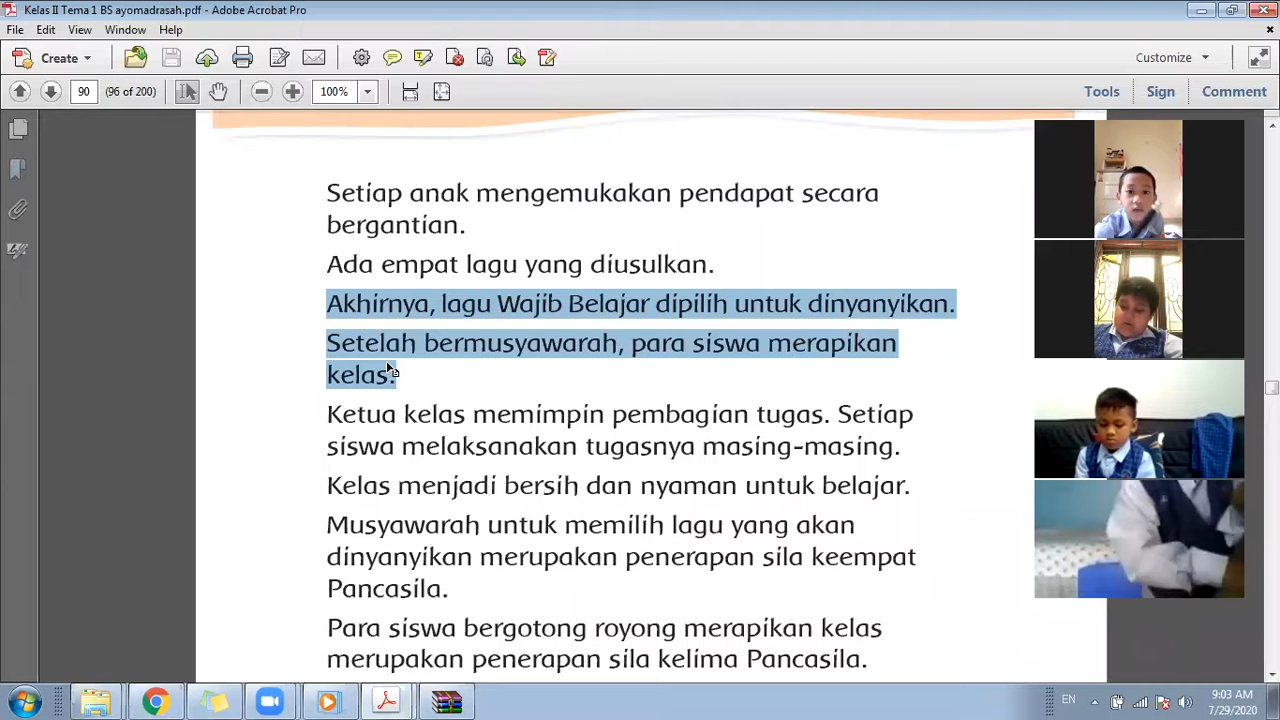 Kelas II Tema 1 BS ayomadrasah.pdf - Adobe Acrobat Pro
File Edit View Window Help
Create Customize
90 (96 of 200) 100% Tools Sign Comment
Setiap anak mengemukakan pendapat secara
bergantian.
Ada empat lagu yang diusulkan.
Akhirnya, lagu Wajib Belajar dipilih untuk dinyanyikan.
Setelah bermusyawarah, para siswa merapikan
kelas.
Ketua kelas memimpin pembagian tugas. Setiap
siswa melaksanakan tugasnya masing-masing.
Kelas menjadi bersih dan nyaman untuk belajar.
Musyawarah untuk memilih lagu yang akan
dinyanyikan merupakan penerapan sila keempat
Pancasila.
Para siswa bergotong royong merapikan kelas
merupakan penerapan sila kelima Pancasila.
EN 9:03 AM
7/29/2020